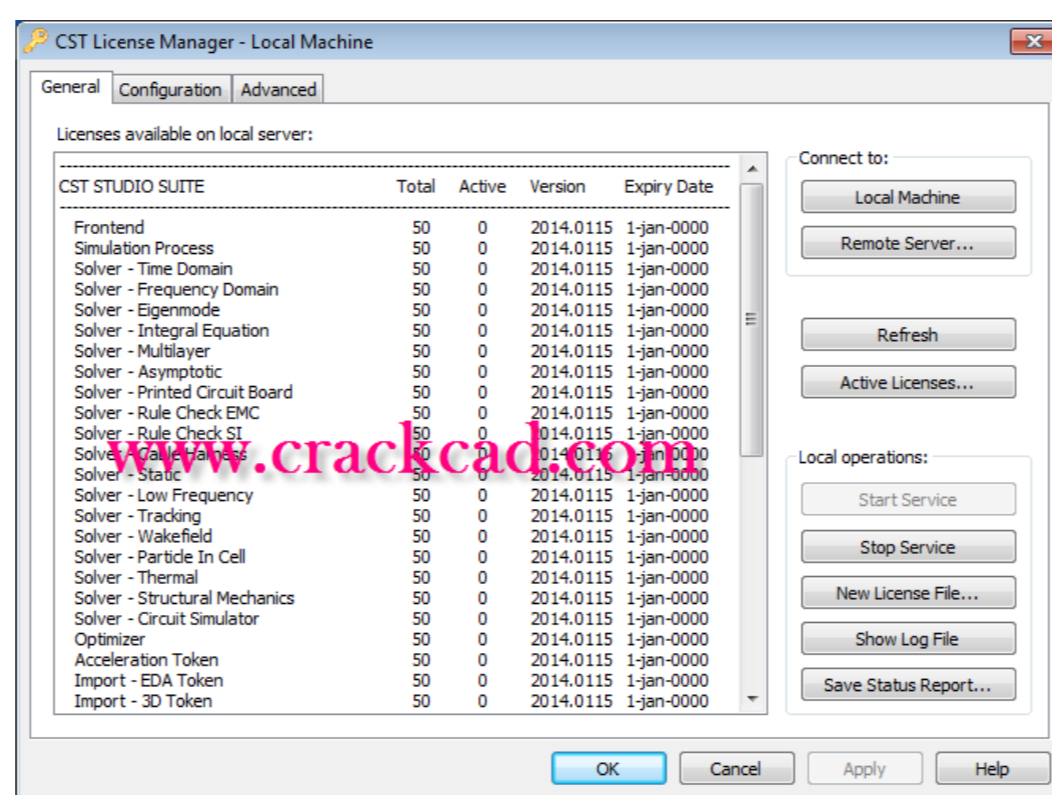 CST License Manager - Local Machine
General Configuration Advanced
Licenses available on local server:
CST STUDIO SUITE Total Active Version Expiry Date
Frontend 50 0 2014.0115 1-jan-0000
Simulation Process 50 0 2014.0115 1-jan-0000
Solver - Time Domain 50 0 2014.0115 1-jan-0000
Solver - Frequency Domain 50 0 2014.0115 1-jan-0000
Solver - Eigenmode 50 0 2014.0115 1-jan-0000
Solver - Integral Equation 50 0 2014.0115 1-jan-0000
Solver - Multilayer 50 0 2014.0115 1-jan-0000
Solver - Asymptotic 50 0 2014.0115 1-jan-0000
Solver - Printed Circuit Board 50 0 2014.0115 1-jan-0000
Solver - Rule Check EMC 50 0 2014.0115 1-jan-0000
Solver - Rule Check SI 50 0 2014.0115 1-jan-0000
Solver - Cable Harness 50 0 2014.0115 1-jan-0000
Solver - Static 50 0 2014.0115 1-jan-0000
Solver - Low Frequency 50 0 2014.0115 1-jan-0000
Solver - Tracking 50 0 2014.0115 1-jan-0000
Solver - Wakefield 50 0 2014.0115 1-jan-0000
Solver - Particle In Cell 50 0 2014.0115 1-jan-0000
Solver - Thermal 50 0 2014.0115 1-jan-0000
Solver - Structural Mechanics 50 0 2014.0115 1-jan-0000
Solver - Circuit Simulator 50 0 2014.0115 1-jan-0000
Optimizer 50 0 2014.0115 1-jan-0000
Acceleration Token 50 0 2014.0115 1-jan-0000
Import - EDA Token 50 0 2014.0115 1-jan-0000
Import - 3D Token 50 0 2014.0115 1-jan-0000
www.crackcad.com
Connect to:
Local Machine
Remote Server...
Refresh
Active Licenses...
Local operations:
Start Service
Stop Service
New License File...
Show Log File
Save Status Report...
OK Cancel Apply Help